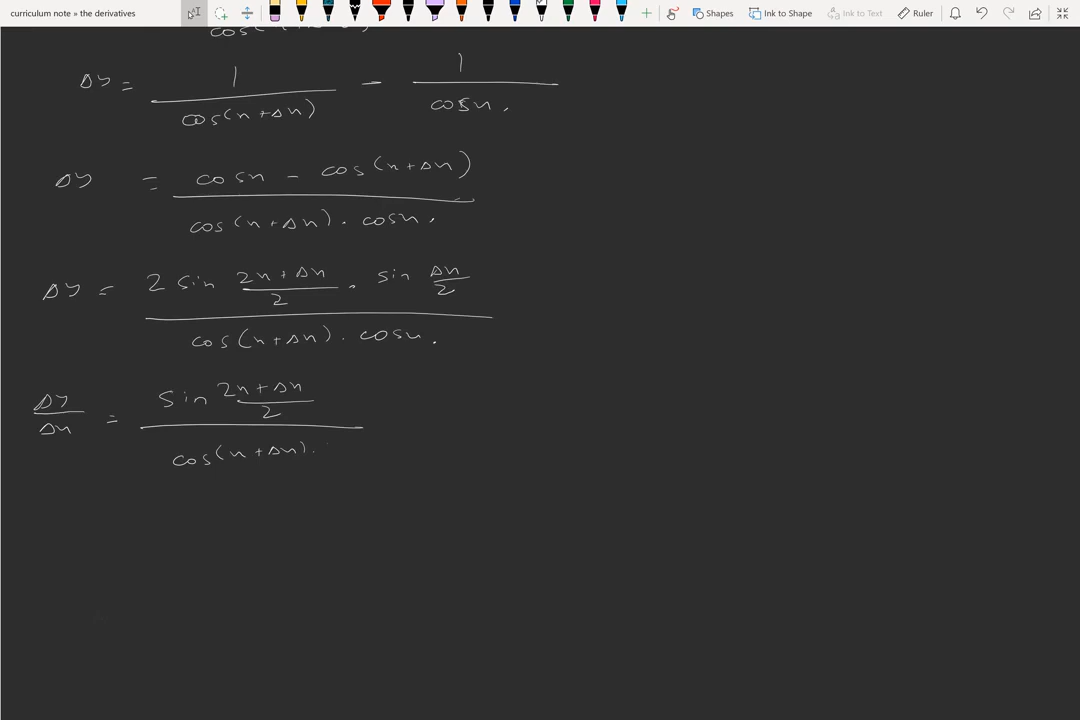 curriculum note » the derivatives Shapes Ink to Shape Ink to Text Ruler
Δy = 1/cos(x + Δx) - 1/cosx.
Δy = (cosx - cos(x + Δx))/(cos(x + Δx) . cosx.)
Δy = (2 sin (2x + Δx)/2 . sin Δx/2)/(cos(x + Δx) . cosx.)
Δy/Δx = (sin (2x + Δx)/2)/(cos(x + Δx) .